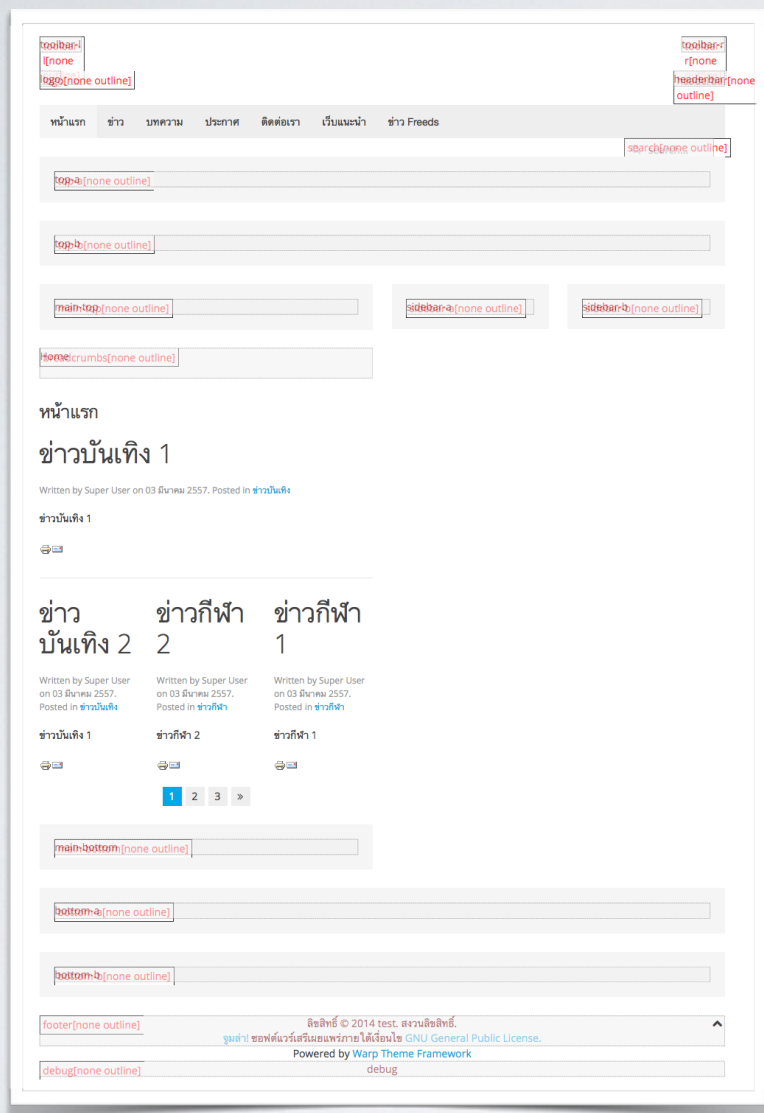 toolbar-l toolbar-r
l[none r[none
logo[none outline] headerbar[none
outline]
หน้าแรก ข่าว บทความ ประกาศ ติดต่อเรา เว็บแนะนำ ข่าว Freeds
search[none outline]
top-a[none outline]
top-b[none outline]
main-top[none outline] sidebar-a[none outline] sidebar-b[none outline]
Home
breadcrumbs[none outline]
หน้าแรก
ข่าวบันเทิง 1
Written by Super User on 03 มีนาคม 2557. Posted in ข่าวบันเทิง
ข่าวบันเทิง 1
ข่าว
บันเทิง 2
Written by Super User
on 03 มีนาคม 2557.
Posted in ข่าวบันเทิง
ข่าวบันเทิง 1
ข่าวกีฬา
2
Written by Super User
on 03 มีนาคม 2557.
Posted in ข่าวกีฬา
ข่าวกีฬา 2
ข่าวกีฬา
1
Written by Super User
on 03 มีนาคม 2557.
Posted in ข่าวกีฬา
ข่าวกีฬา 1
1 2 3 »
main-bottom[none outline]
bottom-a[none outline]
bottom-b[none outline]
footer[none outline]
ลิขสิทธิ์ © 2014 test. สงวนลิขสิทธิ์.
จูมล่า! ซอฟต์แวร์เสรีเผยแพร่ภายใต้เงื่อนไข GNU General Public License.
Powered by Warp Theme Framework
debug[none outline] debug